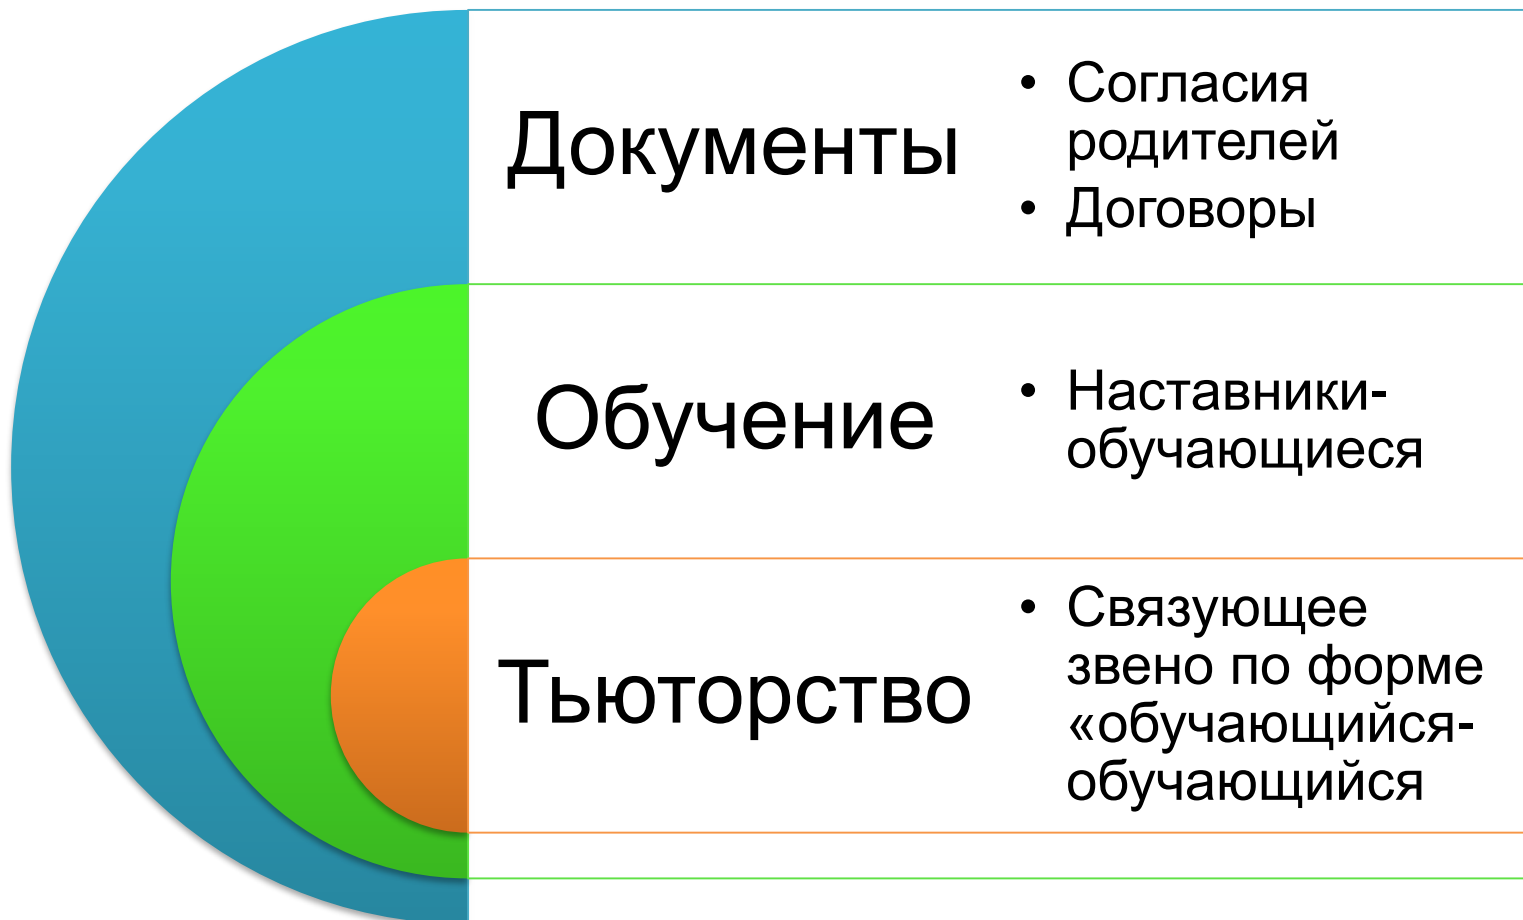 Документы
• Согласия
родителей
• Договоры
Обучение
• Наставники-
обучающиеся
Тьюторство
• Связующее
звено по форме
«обучающийся-
обучающийся